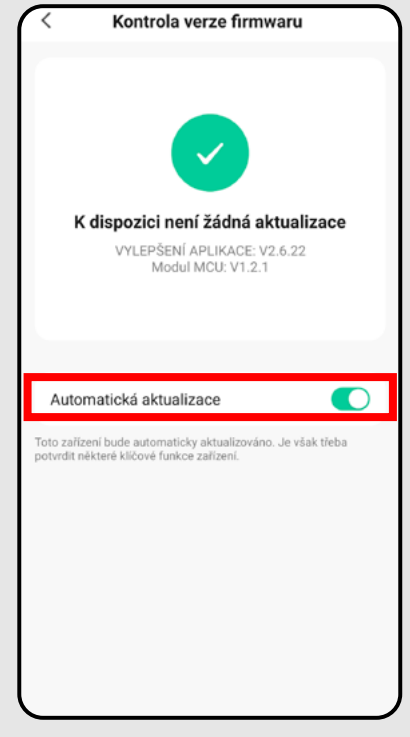 Kontrola verze firmwaru
K dispozici není žádná aktualizace
VYLEPŠENÍ APLIKACE: V2.6.22
Modul MCU: V1.2.1
Automatická aktualizace
Toto zařízení bude automaticky aktualizováno. Je však třeba
potvrdit některé klíčové funkce zařízení.